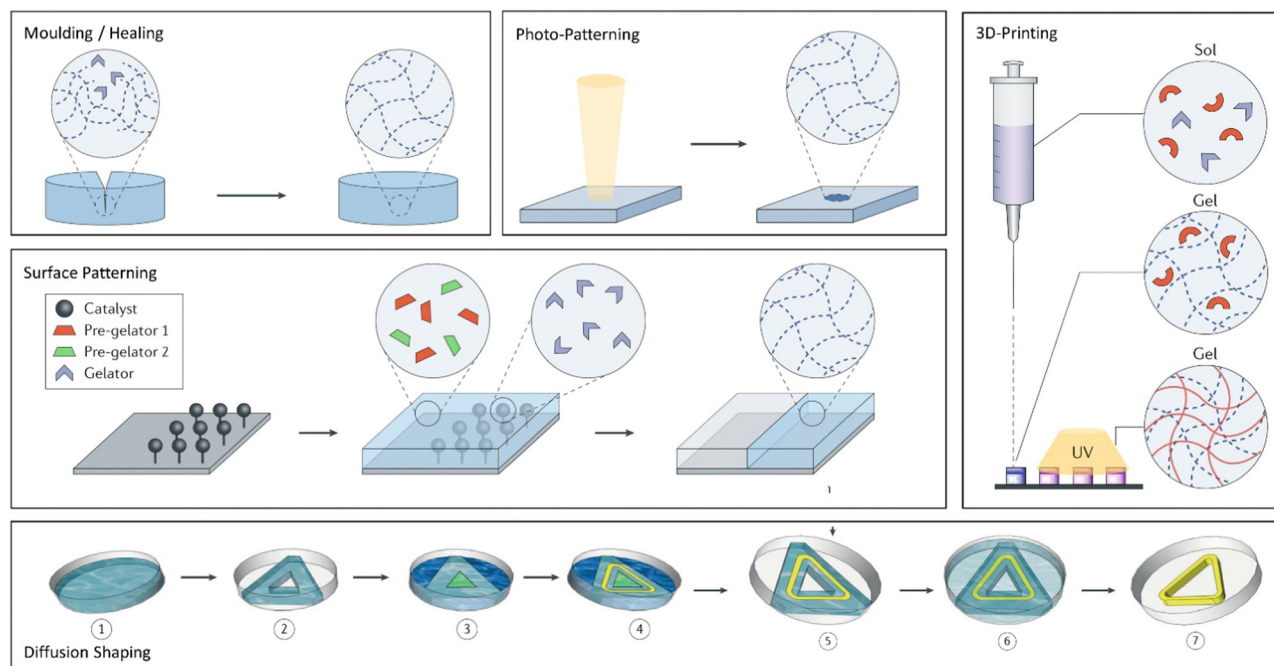 Moulding / Healing
Photo-Patterning
3D-Printing
Sol
Gel
Gel
UV
Surface Patterning
Catalyst
Pre-gelator 1
Pre-gelator 2
Gelator
1
2
3
4
5
6
7
Diffusion Shaping